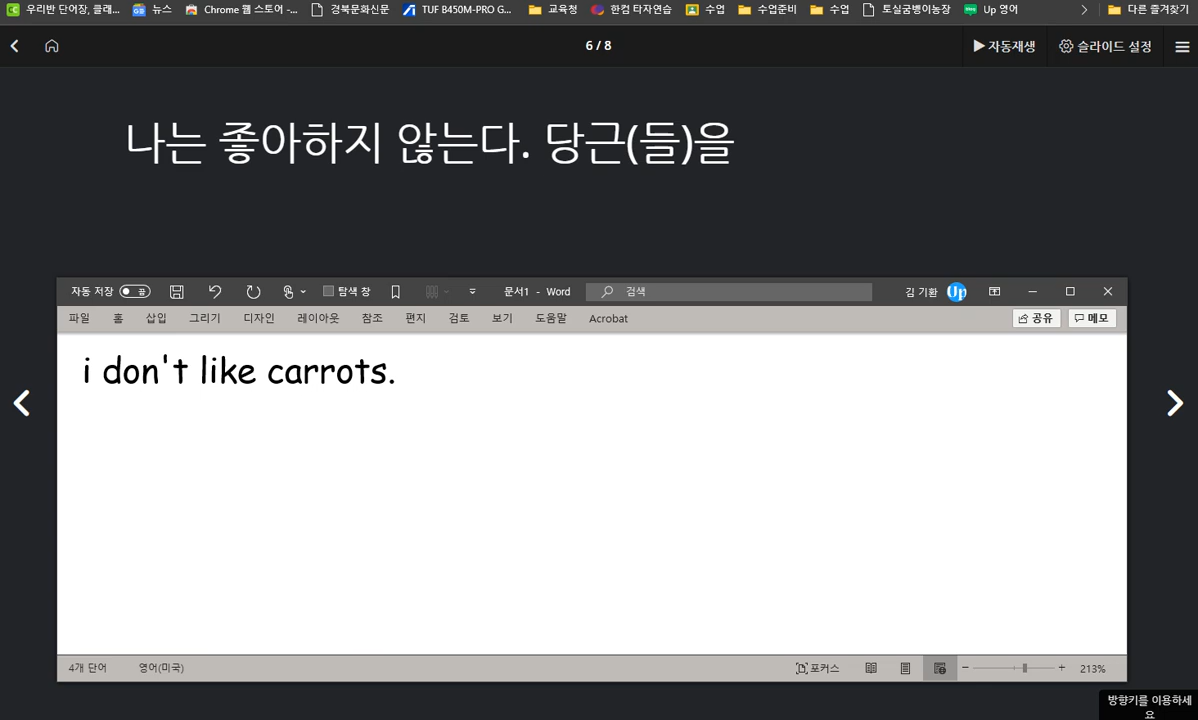 우리반 단어장, 클래... 뉴스 Chrome 웹 스토어 -... 경북문화신문 TUF B450M-PRO G... 교육청 한컴 타자연습 수업 수업준비 수업 토실굼벵이농장 Up 영어 다른 즐겨찾기
6 / 8 자동재생 슬라이드 설정
나는 좋아하지 않는다. 당근(들)을
자동 저장 끔 탐색 창 문서1 - Word 검색 김 기환 Up
파일 홈 삽입 그리기 디자인 레이아웃 참조 편지 검토 보기 도움말 Acrobat 공유 메모
i don't like carrots.
4개 단어 영어(미국) 포커스 213%
방향키를 이용하세
요